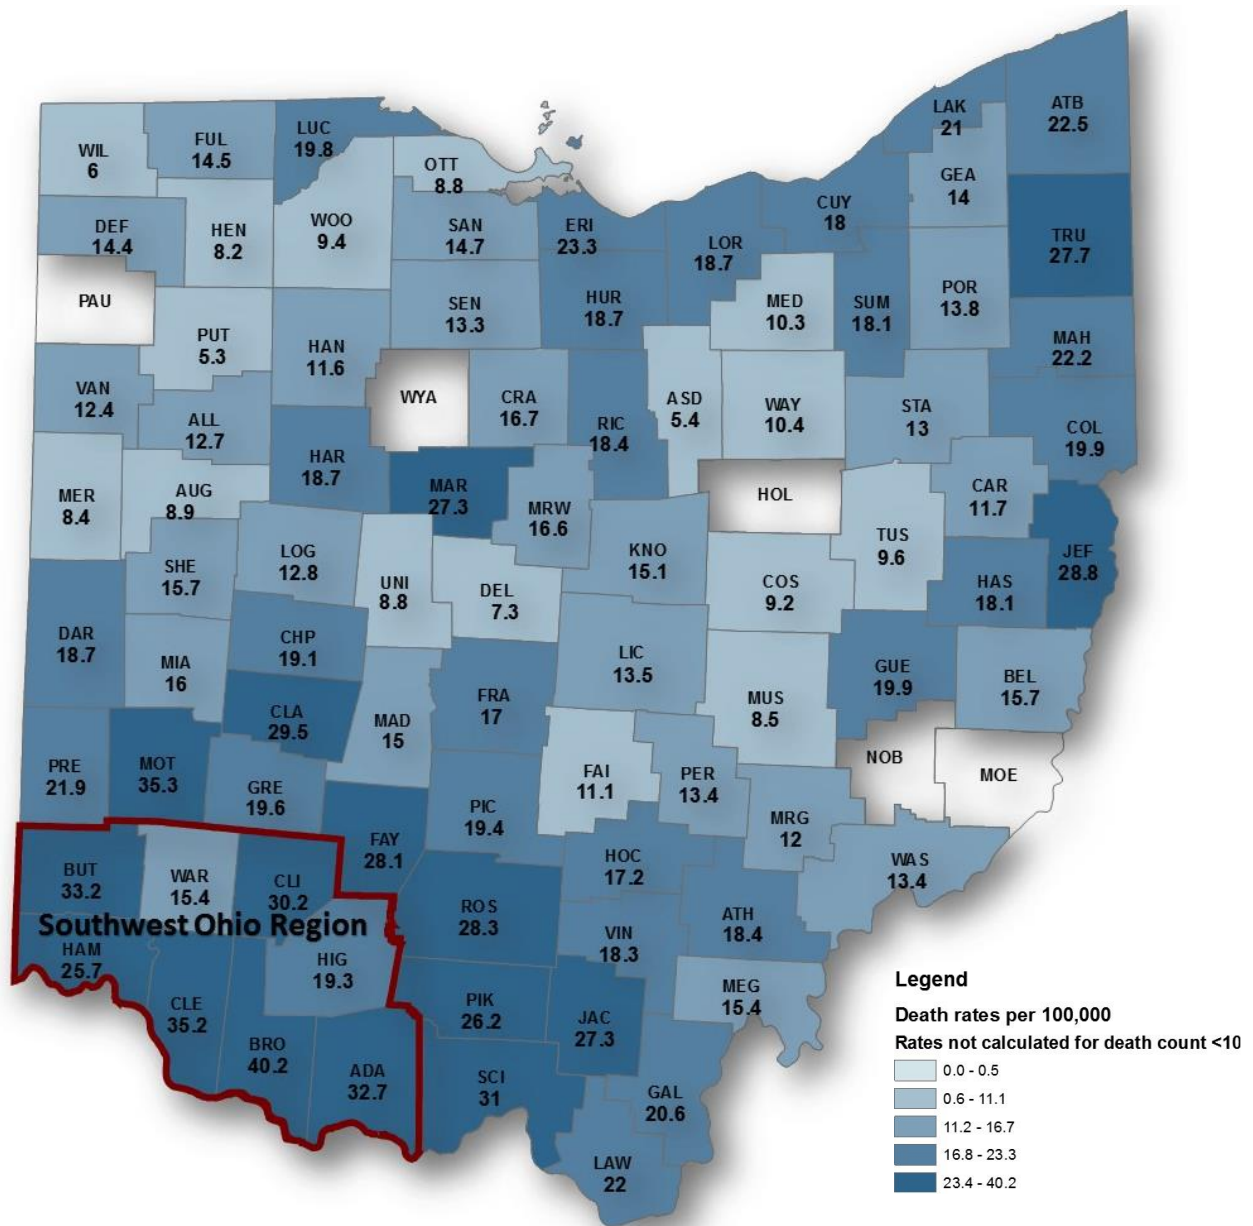 ATB
22.5
LAK
21
LUC
19.8
FUL
14.5
WIL
6
OTT
8.8
GEA
14
CUY
18
DEF
14.4
HEN
8.2
WOO
9.4
SAN
14.7
ERI
23.3
LOR
18.7
TRU
27.7
PAU
SEN
13.3
HUR
18.7
MED
10.3
SUM
18.1
POR
13.8
PUT
5.3
HAN
11.6
MAH
22.2
VAN
12.4
ALL
12.7
WYA
CRA
16.7
RIC
18.4
ASD
5.4
WAY
10.4
STA
13
COL
19.9
HAR
18.7
MER
8.4
AUG
8.9
MAR
27.3
MRW
16.6
HOL
CAR
11.7
TUS
9.6
JEF
28.8
SHE
15.7
LOG
12.8
UNI
8.8
DEL
7.3
KNO
15.1
COS
9.2
HAS
18.1
DAR
18.7
MIA
16
CHP
19.1
LIC
13.5
GUE
19.9
BEL
15.7
CLA
29.5
MAD
15
FRA
17
MUS
8.5
PRE
21.9
MOT
35.3
GRE
19.6
FAI
11.1
PER
13.4
NOB
MOE
PIC
19.4
MRG
12
FAY
28.1
HOC
17.2
WAS
13.4
BUT
33.2
WAR
15.4
CLI
30.2
ROS
28.3
ATH
18.4
Southwest Ohio Region
VIN
18.3
HAM
25.7
HIG
19.3
MEG
15.4
CLE
35.2
PIK
26.2
JAC
27.3
BRO
40.2
ADA
32.7
SCI
31
GAL
20.6
LAW
22
Legend
Death rates per 100,000
Rates not calculated for death count <10
0.0 - 0.5
0.6 - 11.1
11.2 - 16.7
16.8 - 23.3
23.4 - 40.2